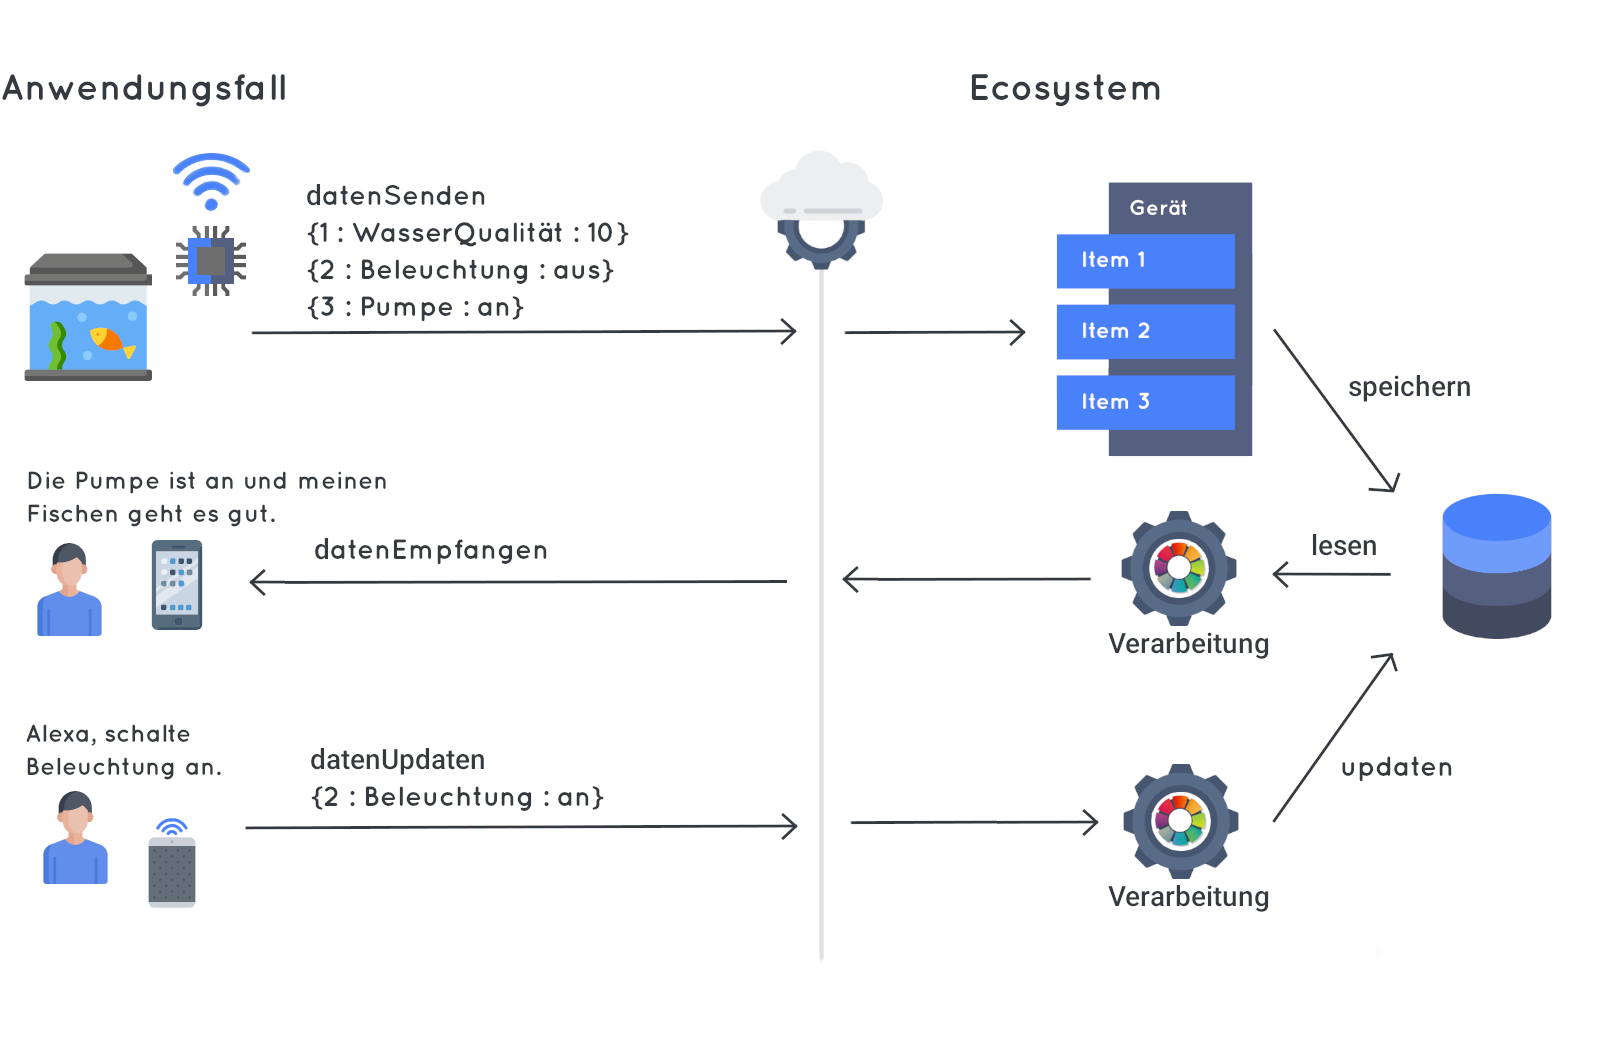 Anwendungsfall
Ecosystem
datenSenden
{1 : WasserQualität : 10}
{2 : Beleuchtung : aus}
{3 : Pumpe : an}
Gerät
Item 1
Item 2
Item 3
speichern
Die Pumpe ist an und meinen
Fischen geht es gut.
datenEmpfangen
lesen
Verarbeitung
Alexa, schalte
Beleuchtung an.
datenUpdaten
{2 : Beleuchtung : an}
updaten
Verarbeitung